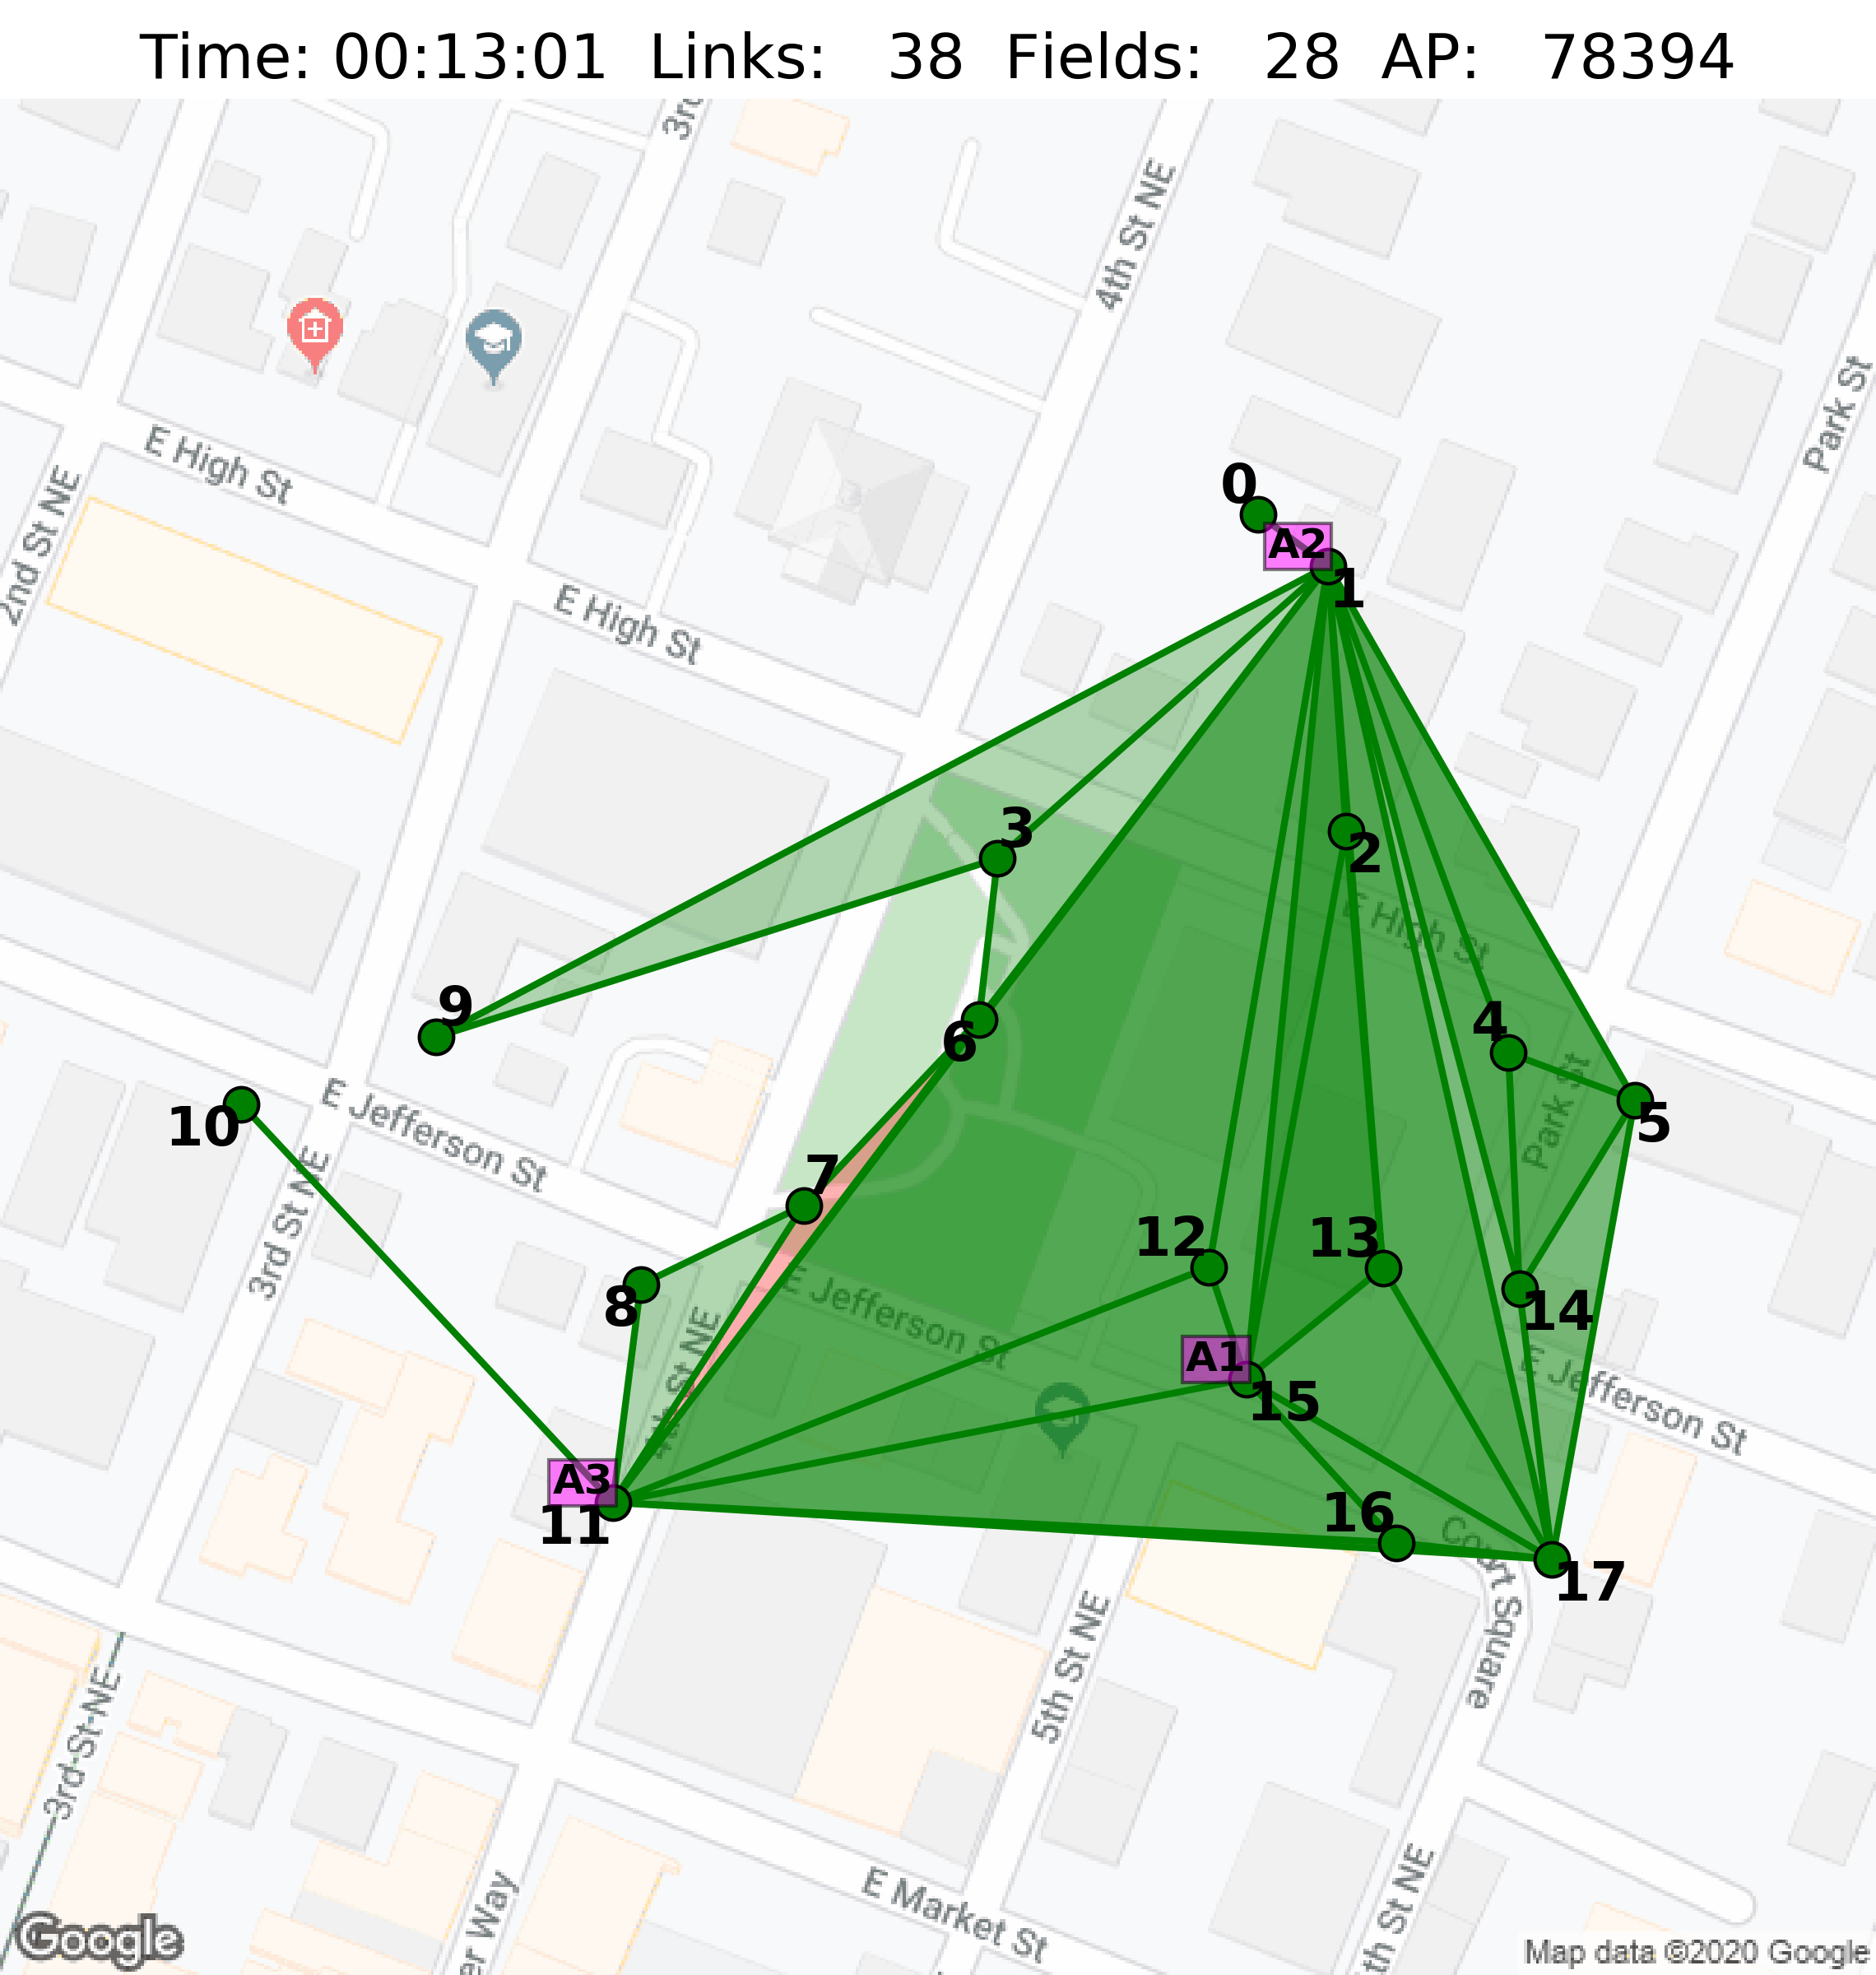 Time: 00:13:01 Links: 38 Fields: 28 AP: 78394
3rd
4th St NE
Park St
E High St
2nd St NE
0
A2
1
E High St
3
2
E High St
9
6
4
Park St
5
10
E Jefferson St
3rd St NE
7
12
13
8
14
E Jefferson St
4th St NE
A1
15
E Jefferson St
A3
11
16
Court Square
17
5th St NE
3rd St NE
E Market St
er Way
th St NE
Google
Map data ©2020 Google